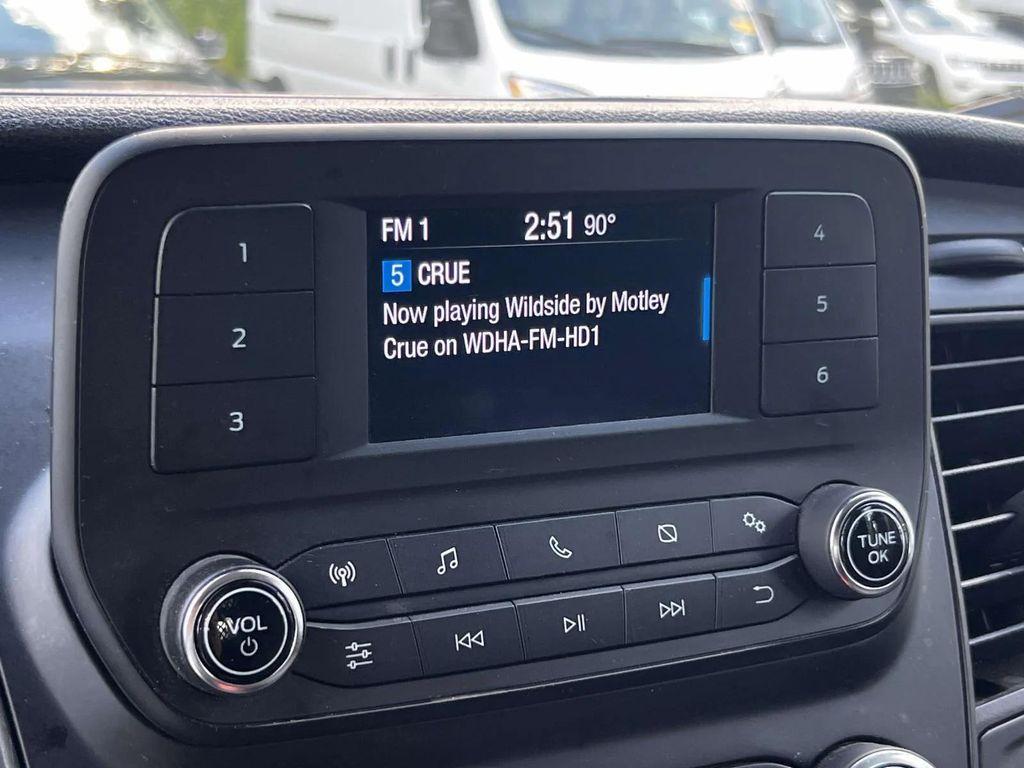 FM 1 2:51 90°
5 CRUE
Now playing Wildside by Motley
Crue on WDHA-FM-HD1
1
2
3
4
5
6
VOL
TUNE
OK